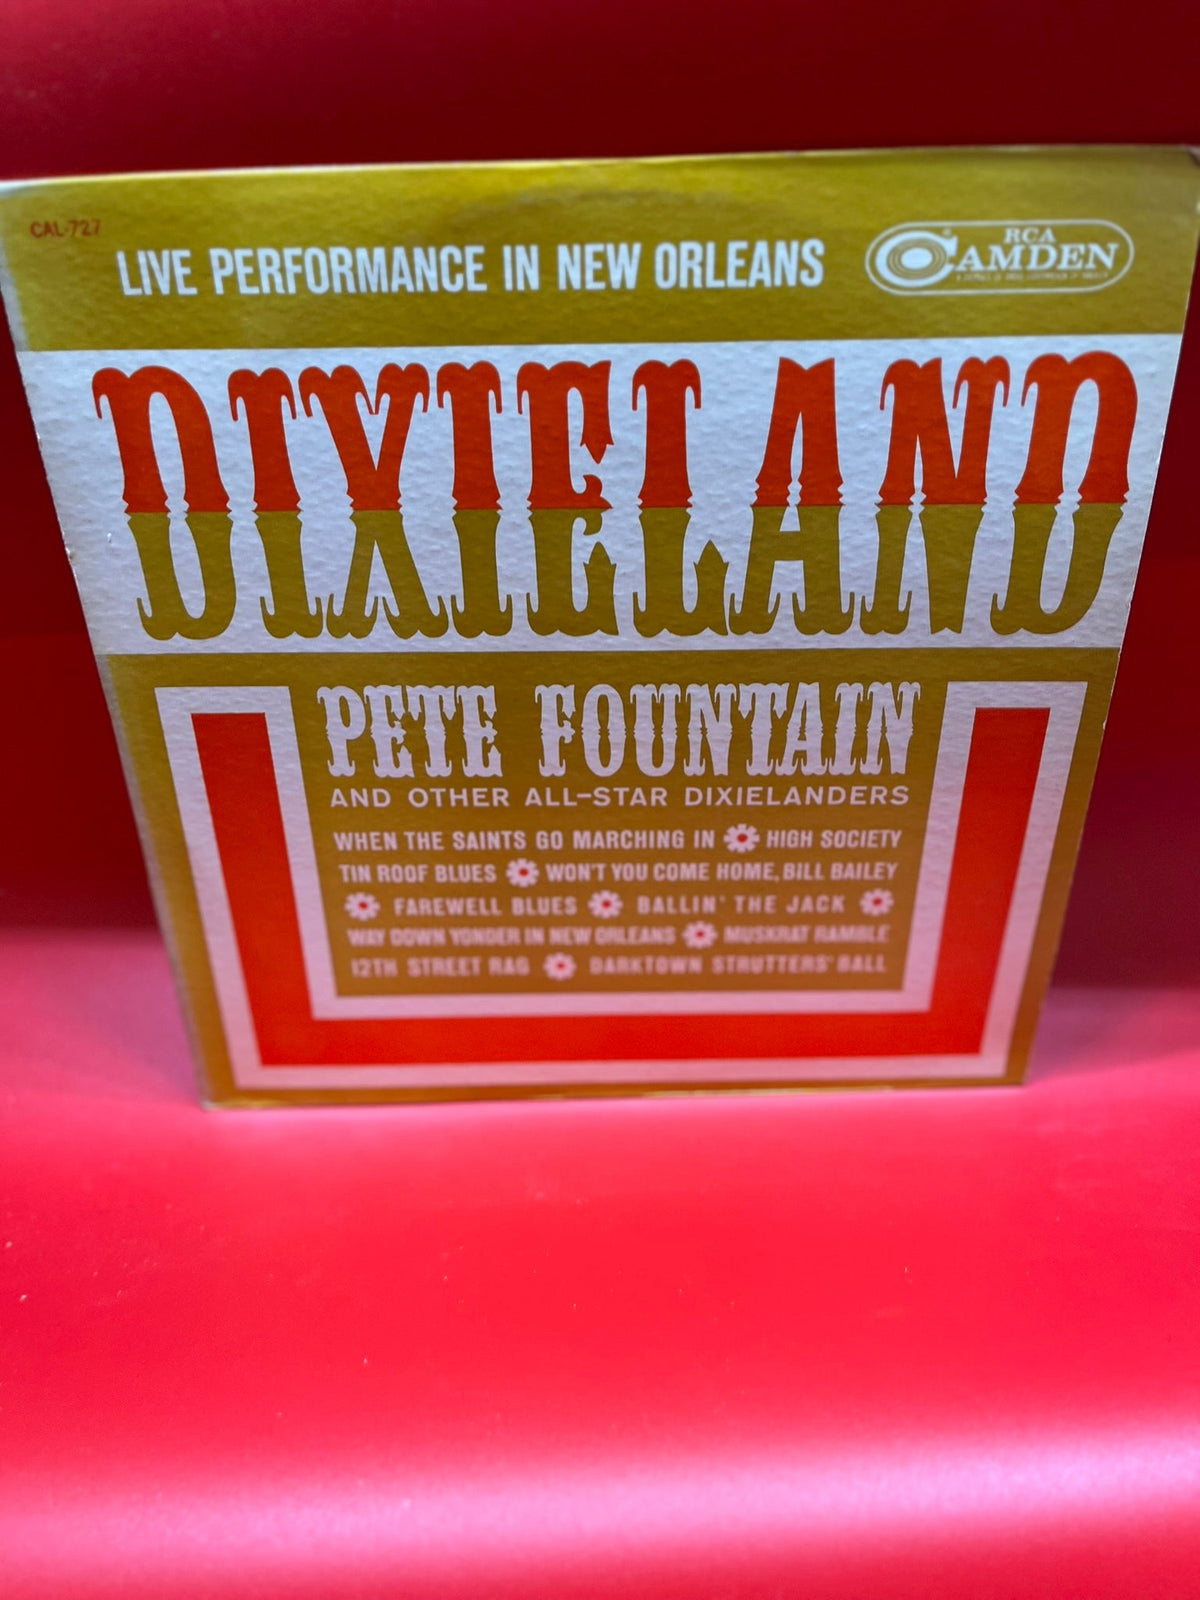 CAL-727
LIVE PERFORMANCE IN NEW ORLEANS
RCA
CAMDEN
DIXIELAND
PETE FOUNTAIN
AND OTHER ALL-STAR DIXIELANDERS
WHEN THE SAINTS GO MARCHING IN HIGH SOCIETY
TIN ROOF BLUES WON'T YOU COME HOME, BILL BAILEY
FAREWELL BLUES BALLIN' THE JACK
WAY DOWN YONDER IN NEW ORLEANS MUSKRAT RAMBLE
12TH STREET RAG DARKTOWN STRUTTERS' BALL